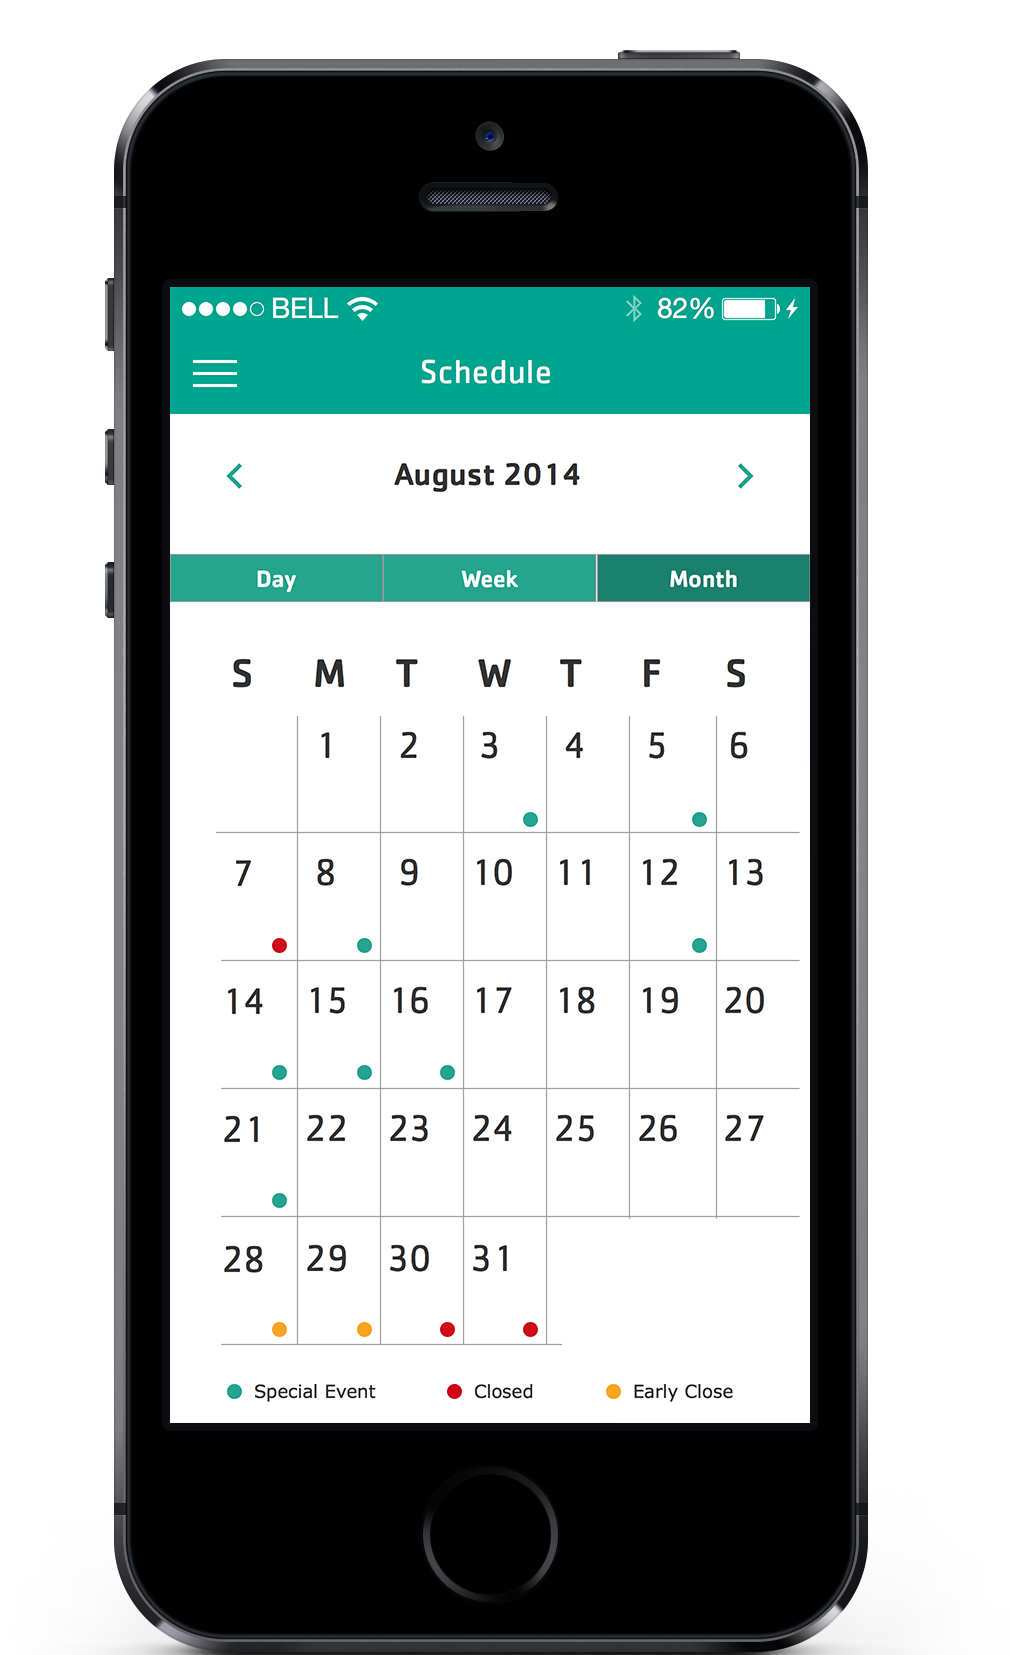 BELL 82%
Schedule
August 2014
Day Week Month
S M T W T F S
1 2 3 4 5 6
7 8 9 10 11 12 13
14 15 16 17 18 19 20
21 22 23 24 25 26 27
28 29 30 31
Special Event Closed Early Close